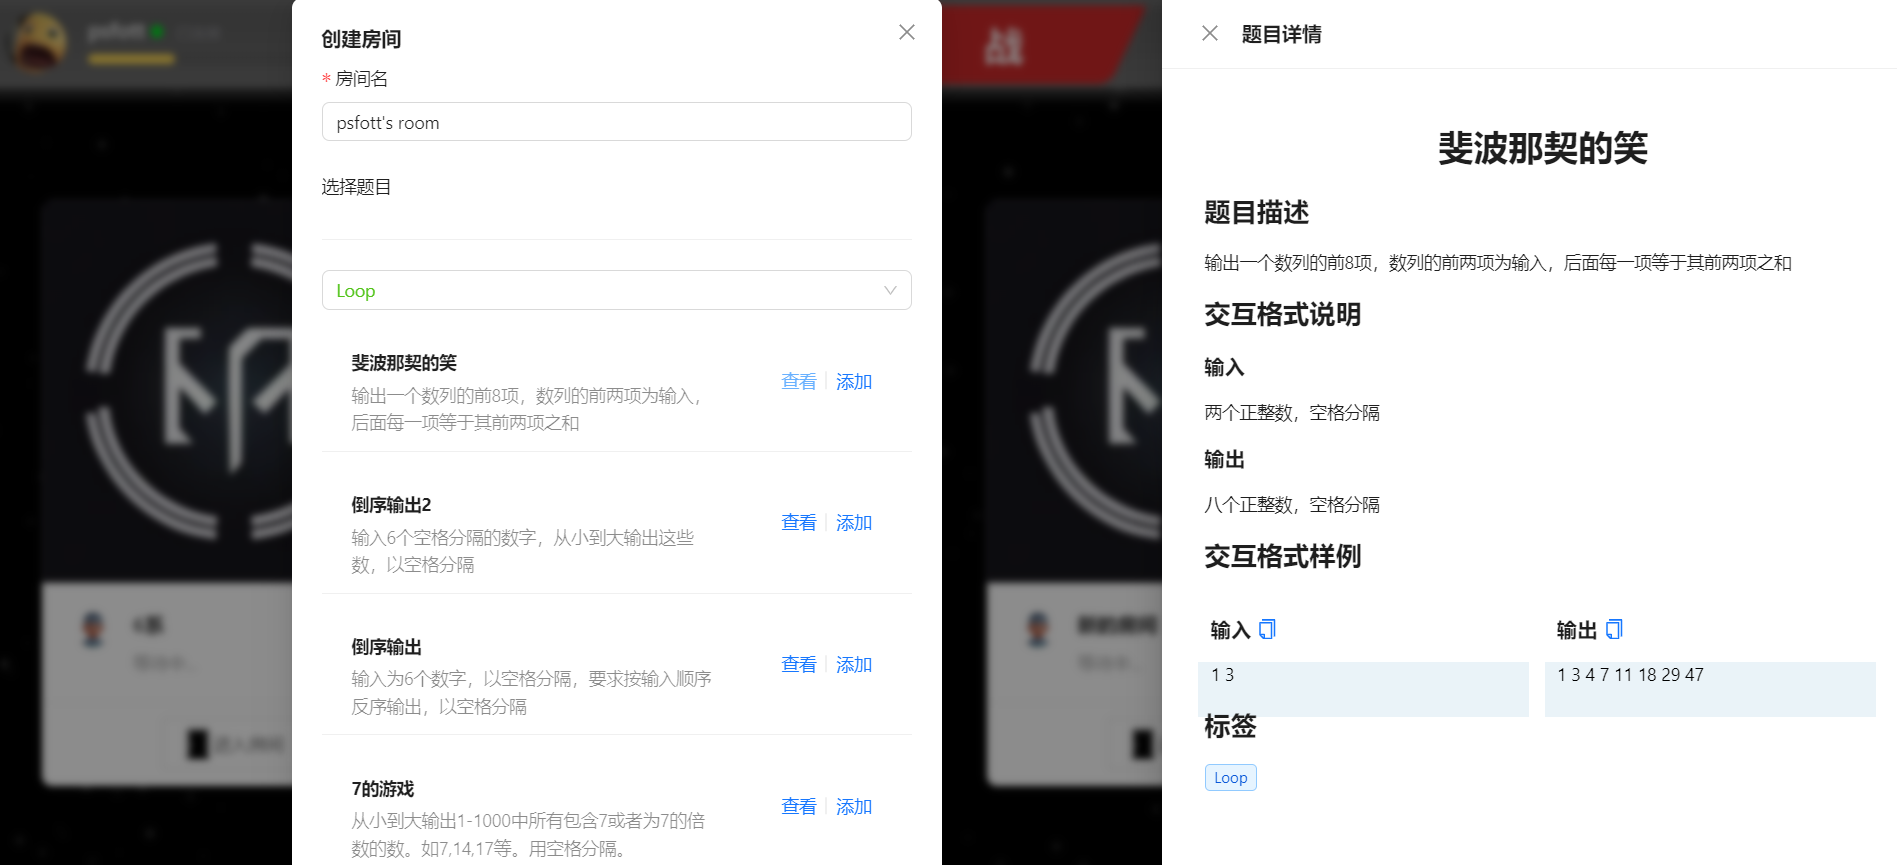 psfott
战
创建房间
* 房间名
psfott's room
选择题目
Loop
斐波那契的笑
输出一个数列的前8项，数列的前两项为输入，
后面每一项等于其前两项之和
查看 添加
倒序输出2
输入6个空格分隔的数字，从小到大输出这些
数，以空格分隔
查看 添加
倒序输出
输入为6个数字，以空格分隔，要求按输入顺序
反序输出，以空格分隔
查看 添加
7的游戏
从小到大输出1-1000中所有包含7或者为7的倍
数的数。如7,14,17等。用空格分隔。
查看 添加
题目详情
斐波那契的笑
题目描述
输出一个数列的前8项，数列的前两项为输入，后面每一项等于其前两项之和
交互格式说明
输入
两个正整数，空格分隔
输出
八个正整数，空格分隔
交互格式样例
输入
1 3
输出
1 3 4 7 11 18 29 47
标签
Loop